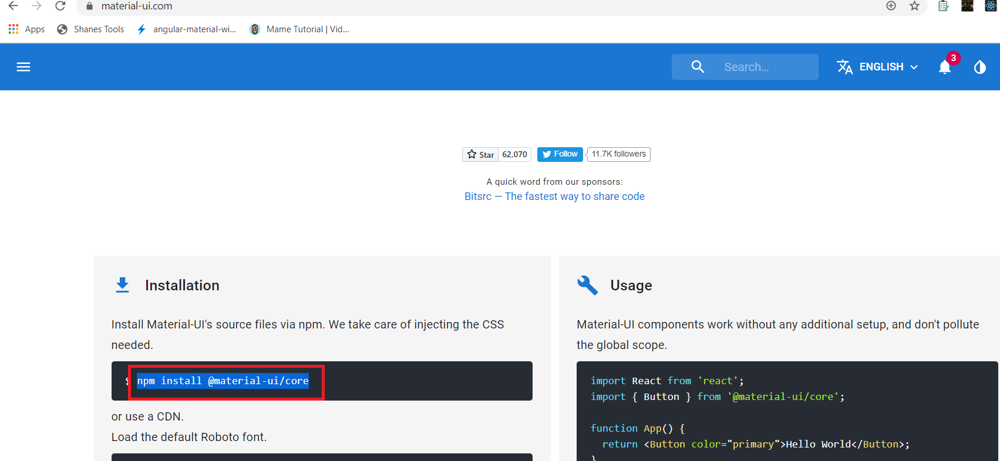 material-ui.com
Apps Shanes Tools angular-material-wi... Mame Tutorial | Vid...
Search... ENGLISH 3
Star 62,070 Follow 11.7K followers
A quick word from our sponsors:
Bitsrc — The fastest way to share code
Installation
Install Material-UI's source files via npm. We take care of injecting the CSS
needed.
$ npm install @material-ui/core
or use a CDN.
Load the default Roboto font.
Usage
Material-UI components work without any additional setup, and don't pollute
the global scope.
import React from 'react';
import { Button } from '@material-ui/core';
function App() {
return <Button color="primary">Hello World</Button>;
}